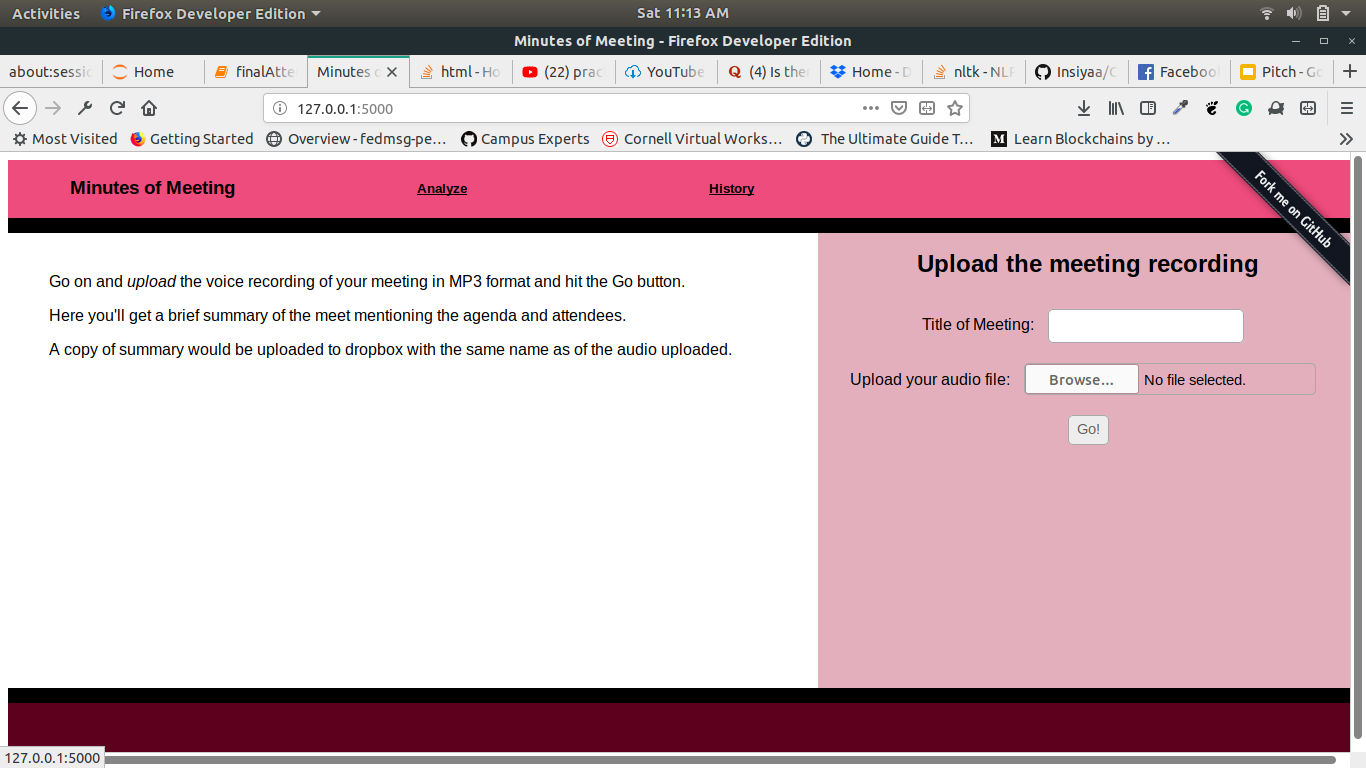 Activities Firefox Developer Edition Sat 11:13 AM
Minutes of Meeting - Firefox Developer Edition
about:sessi Home finalAtte Minutes o html - Ho (22) prac YouTube (4) Is the Home - D nltk - NLP Insiyaa/C Facebook Pitch - Go
127.0.0.1:5000
Most Visited Getting Started Overview - fedmsg-pe... Campus Experts Cornell Virtual Works... The Ultimate Guide T... Learn Blockchains by ...
Minutes of Meeting Analyze History
Fork me on GitHub
Go on and upload the voice recording of your meeting in MP3 format and hit the Go button.
Here you'll get a brief summary of the meet mentioning the agenda and attendees.
A copy of summary would be uploaded to dropbox with the same name as of the audio uploaded.
Upload the meeting recording
Title of Meeting:
Upload your audio file: Browse... No file selected.
Go!
127.0.0.1:5000